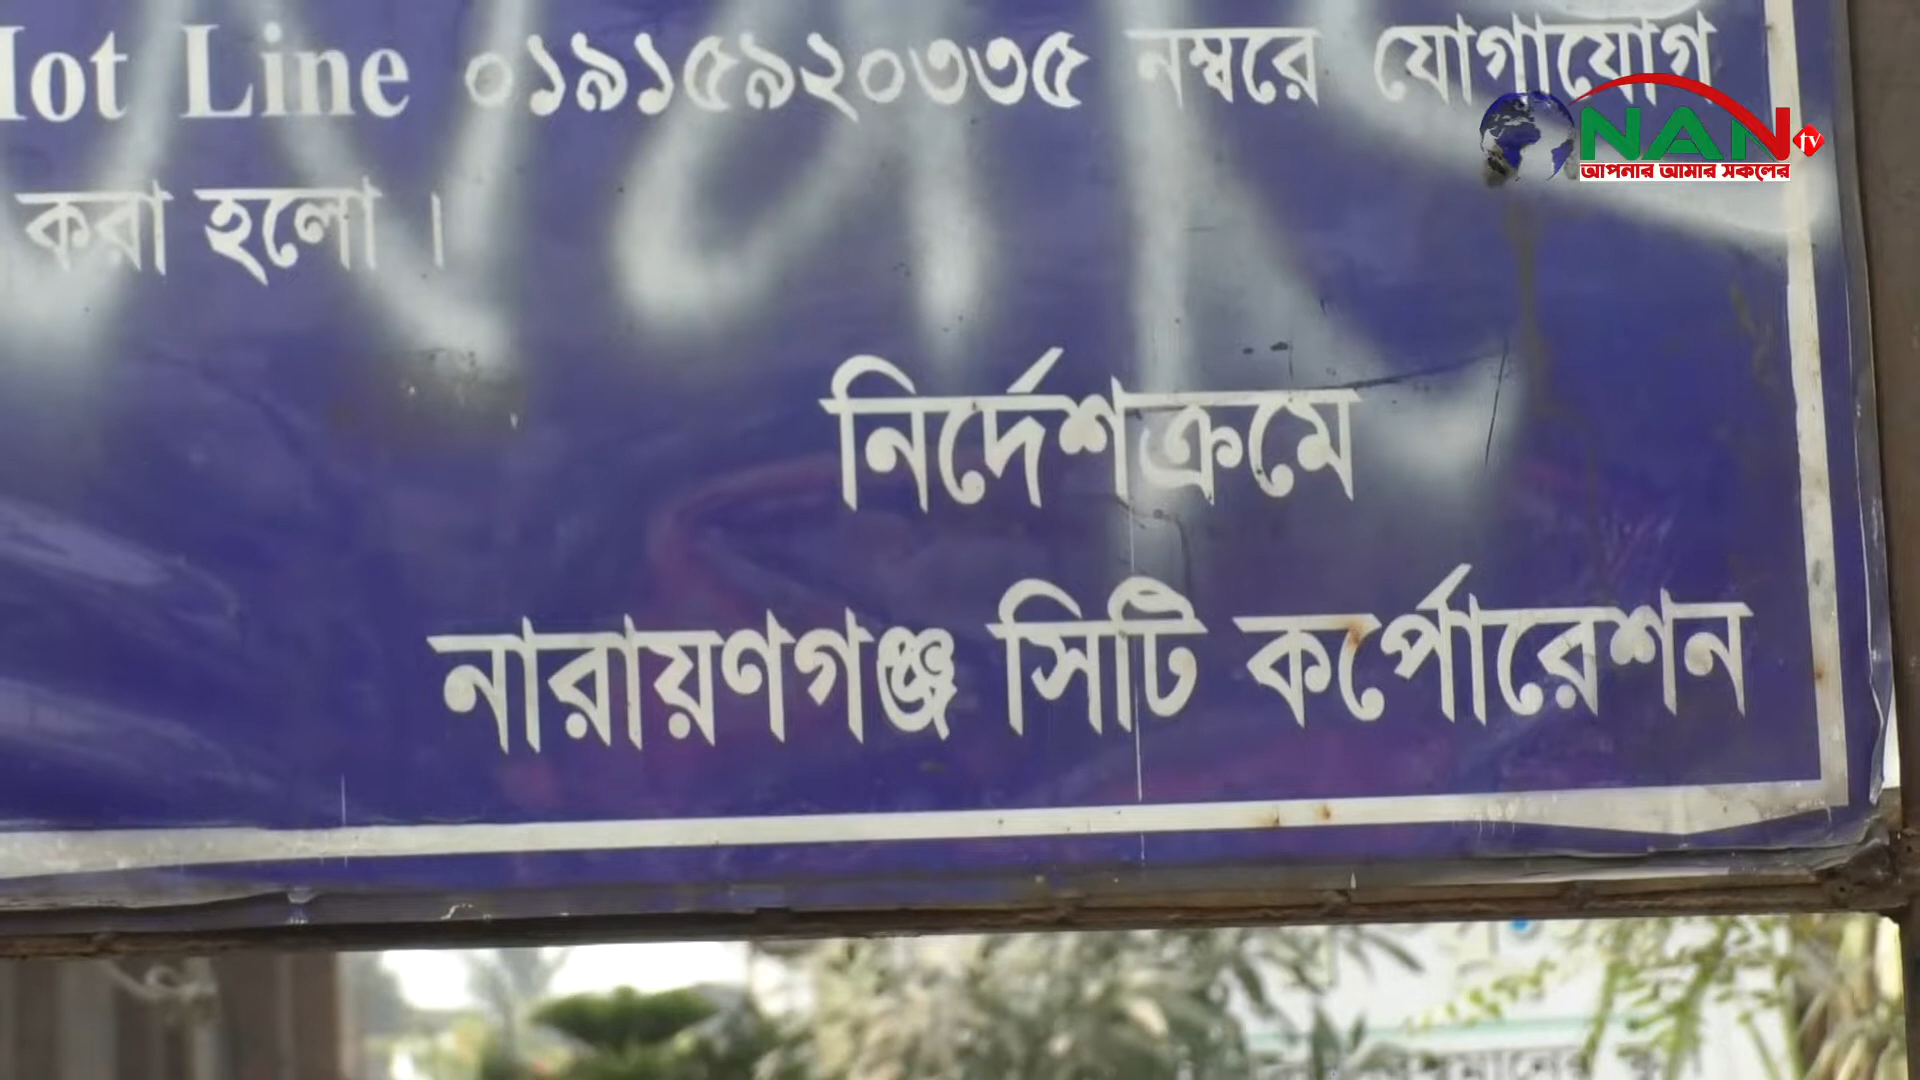 Hot Line ০১৯১৫৯২০৩৩৫ নম্বরে যোগাযোগ
করা হলো ।
নির্দেশক্রমে
নারায়ণগঞ্জ সিটি কর্পোরেশন
NAN tv
আপনার আমার সকলের